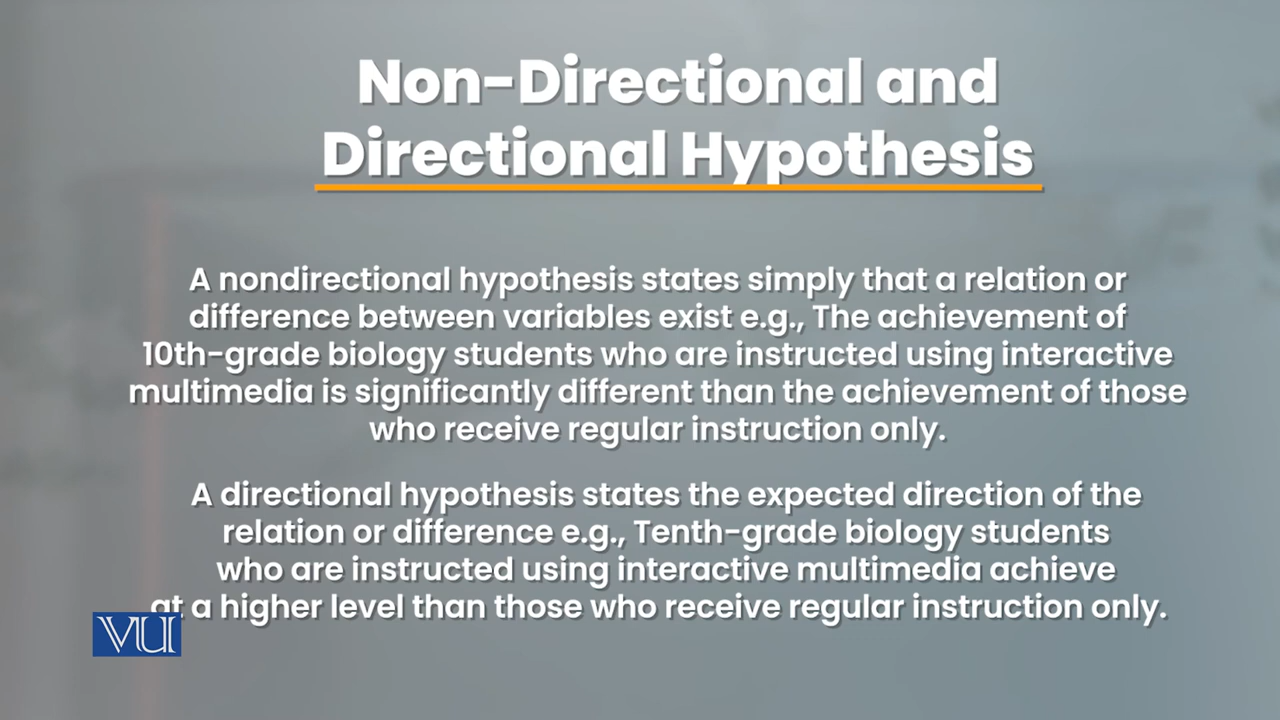 Non-Directional and
Directional Hypothesis
A nondirectional hypothesis states simply that a relation or
difference between variables exist e.g., The achievement of
10th-grade biology students who are instructed using interactive
multimedia is significantly different than the achievement of those
who receive regular instruction only.
A directional hypothesis states the expected direction of the
relation or difference e.g., Tenth-grade biology students
who are instructed using interactive multimedia achieve
at a higher level than those who receive regular instruction only.
VU